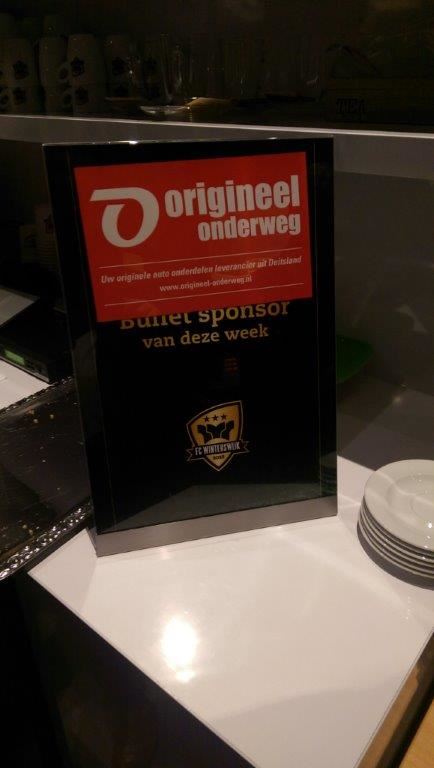 origineel
onderweg
Uw originele auto onderdelen leverancier uit Duitsland
www.origineel-onderweg.nl
Buffet sponsor
van deze week
FC WINTERSWIJK